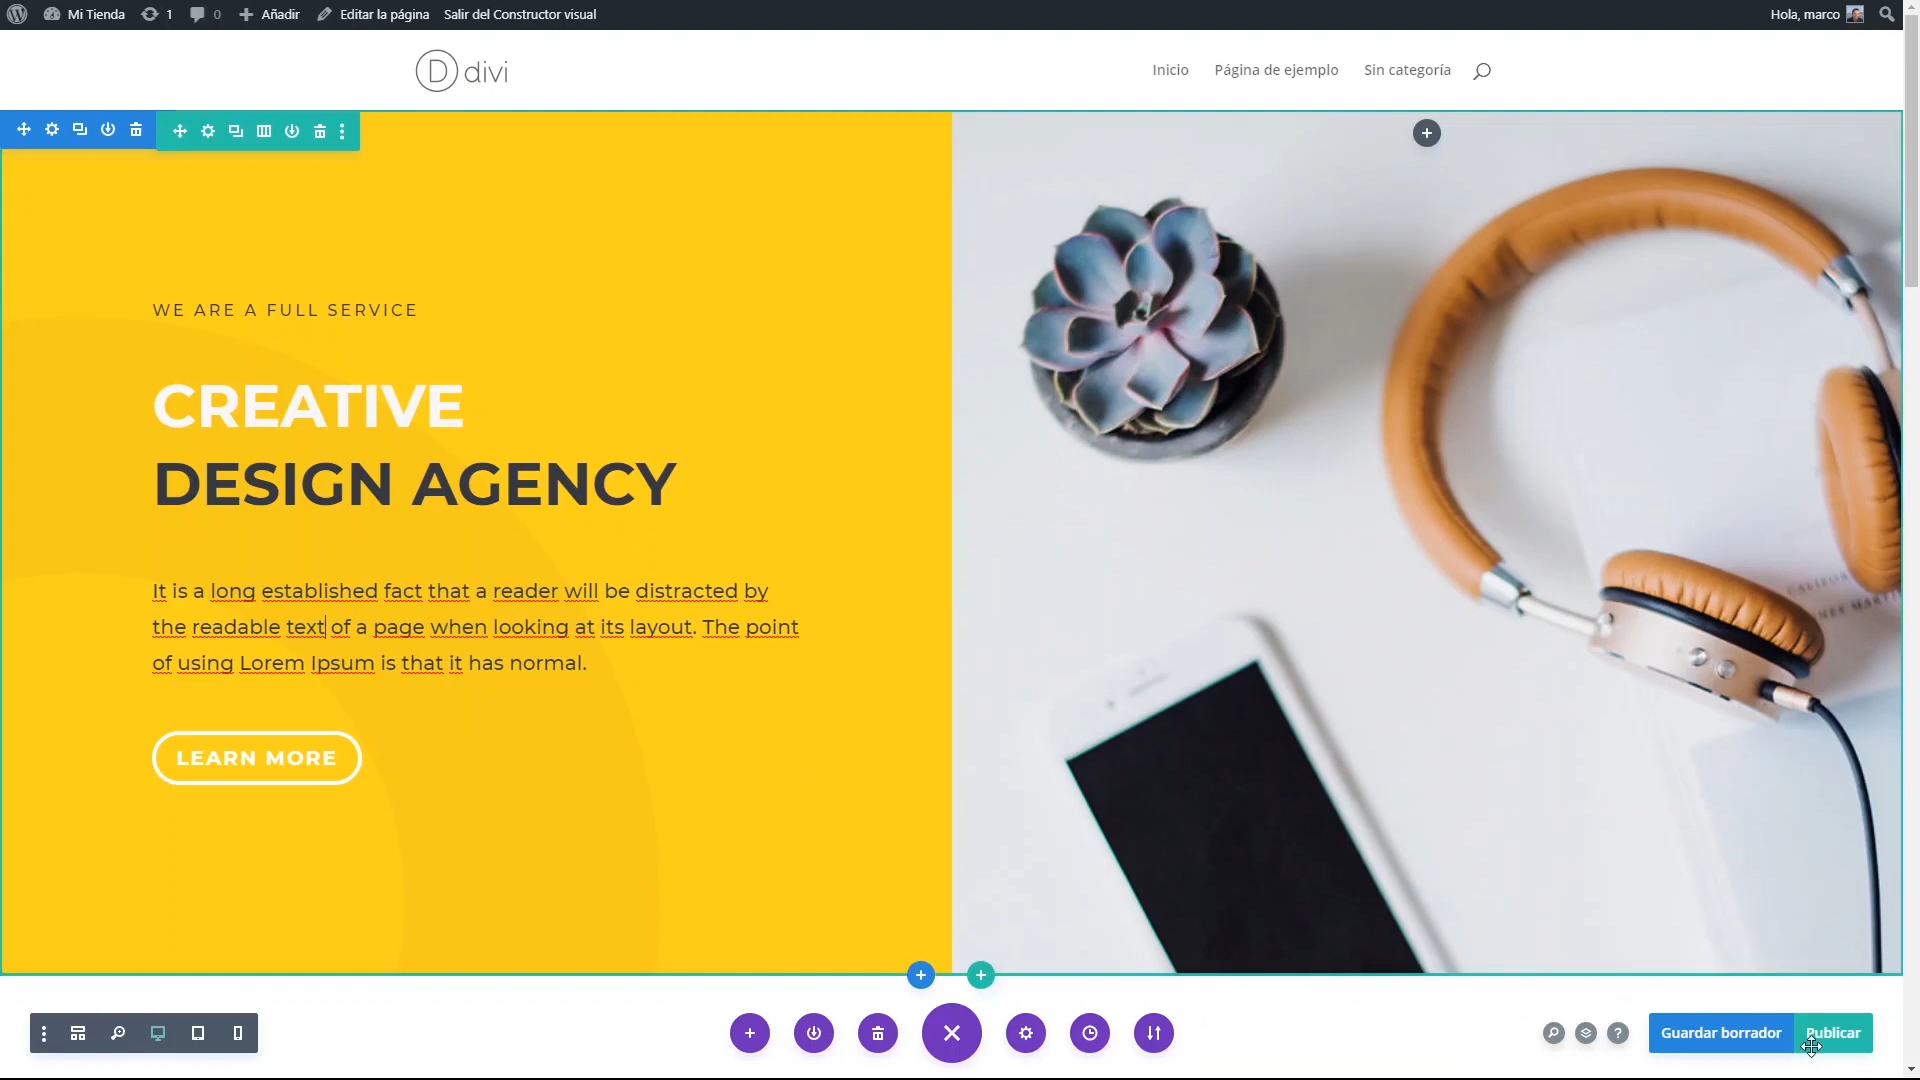 Mi Tienda 1 0 Añadir Editar la página Salir del Constructor visual Hola, marco
D divi Inicio Página de ejemplo Sin categoría
WE ARE A FULL SERVICE
CREATIVE
DESIGN AGENCY
It is a long established fact that a reader will be distracted by
the readable text of a page when looking at its layout. The point
of using Lorem Ipsum is that it has normal.
LEARN MORE
Guardar borrador Publicar